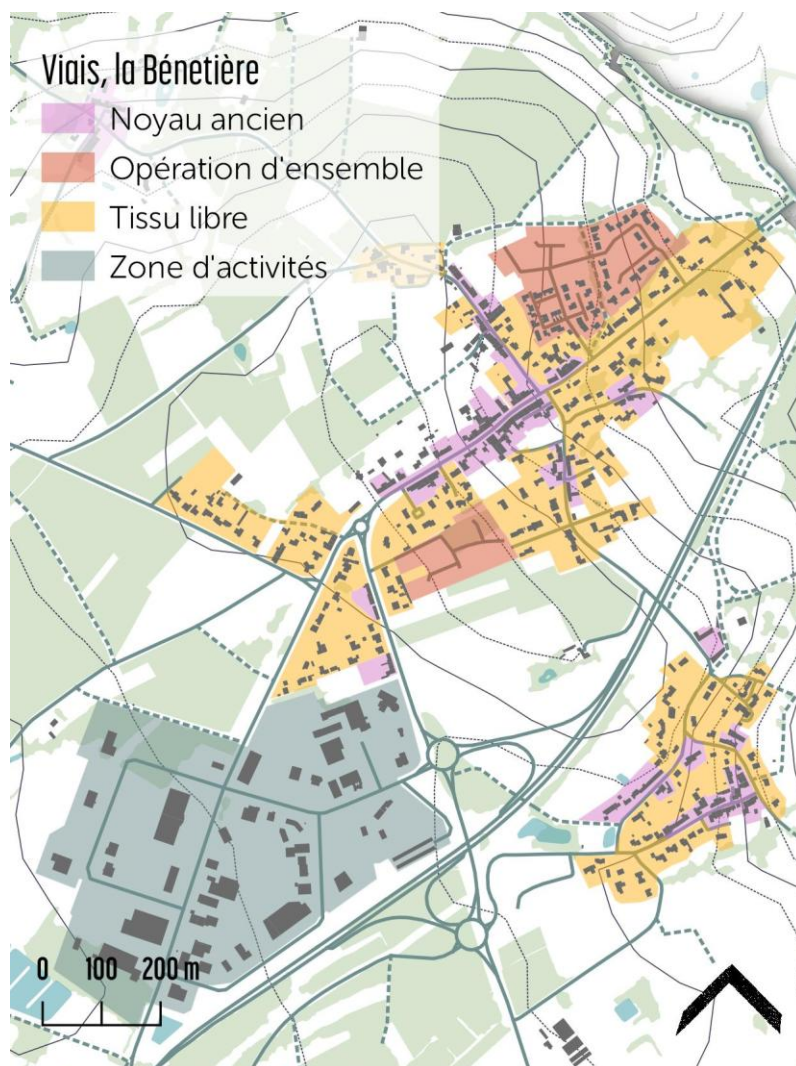 Viais, la Bénetière
Noyau ancien
Opération d'ensemble
Tissu libre
Zone d'activités
0 100 200 m